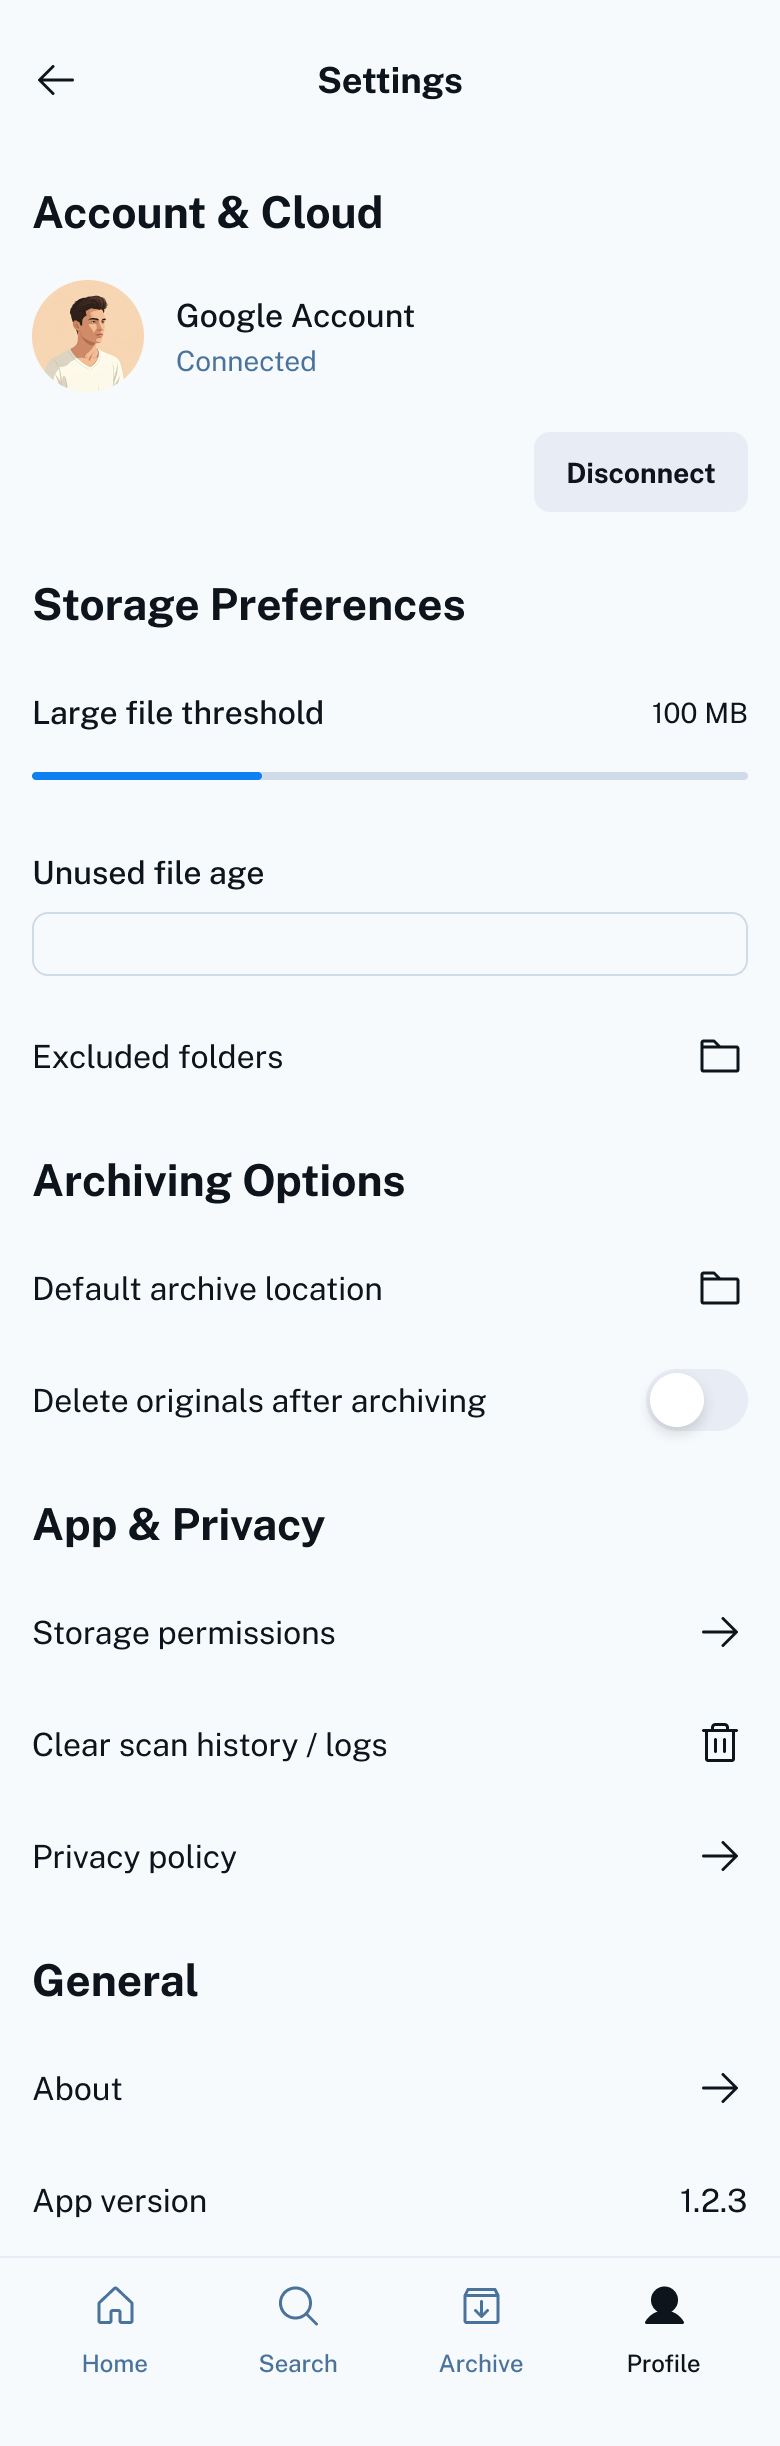 Settings
Account & Cloud
Google Account
Connected
Disconnect
Storage Preferences
Large file threshold
100 MB
Unused file age
Excluded folders
Archiving Options
Default archive location
Delete originals after archiving
App & Privacy
Storage permissions
Clear scan history / logs
Privacy policy
General
About
App version
1.2.3
Home
Search
Archive
Profile